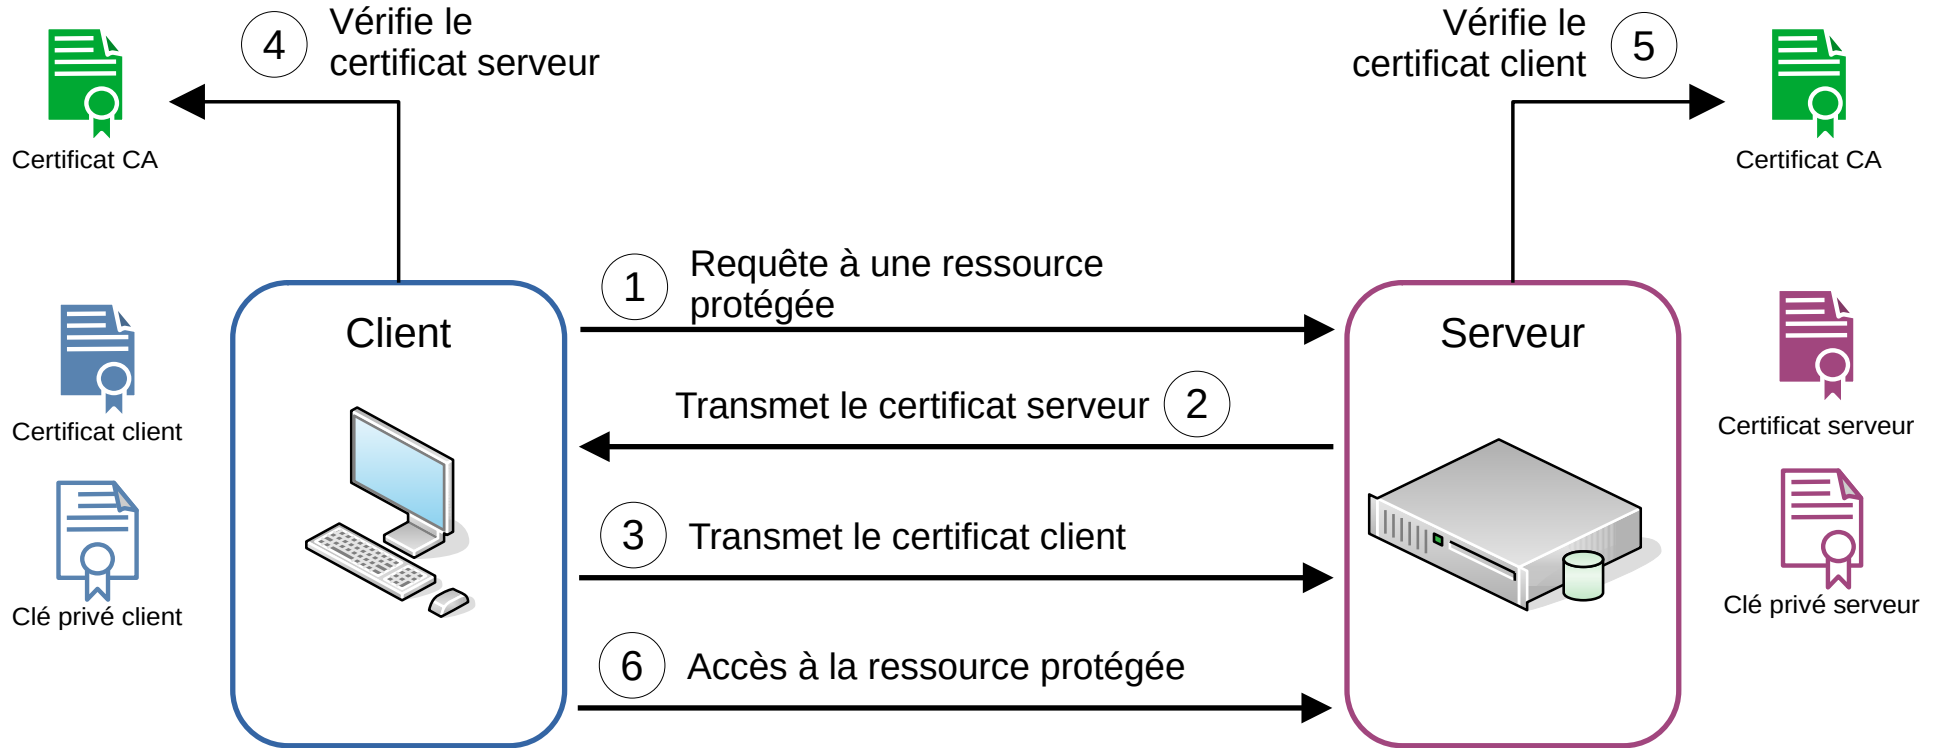 4
Vérifie le
certificat serveur
Vérifie le
certificat client
5
Certificat CA
Certificat CA
1
Requête à une ressource
protégée
Client
Serveur
Transmet le certificat serveur
2
Certificat client
Certificat serveur
3
Transmet le certificat client
Clé privé client
Clé privé serveur
6
Accès à la ressource protégée